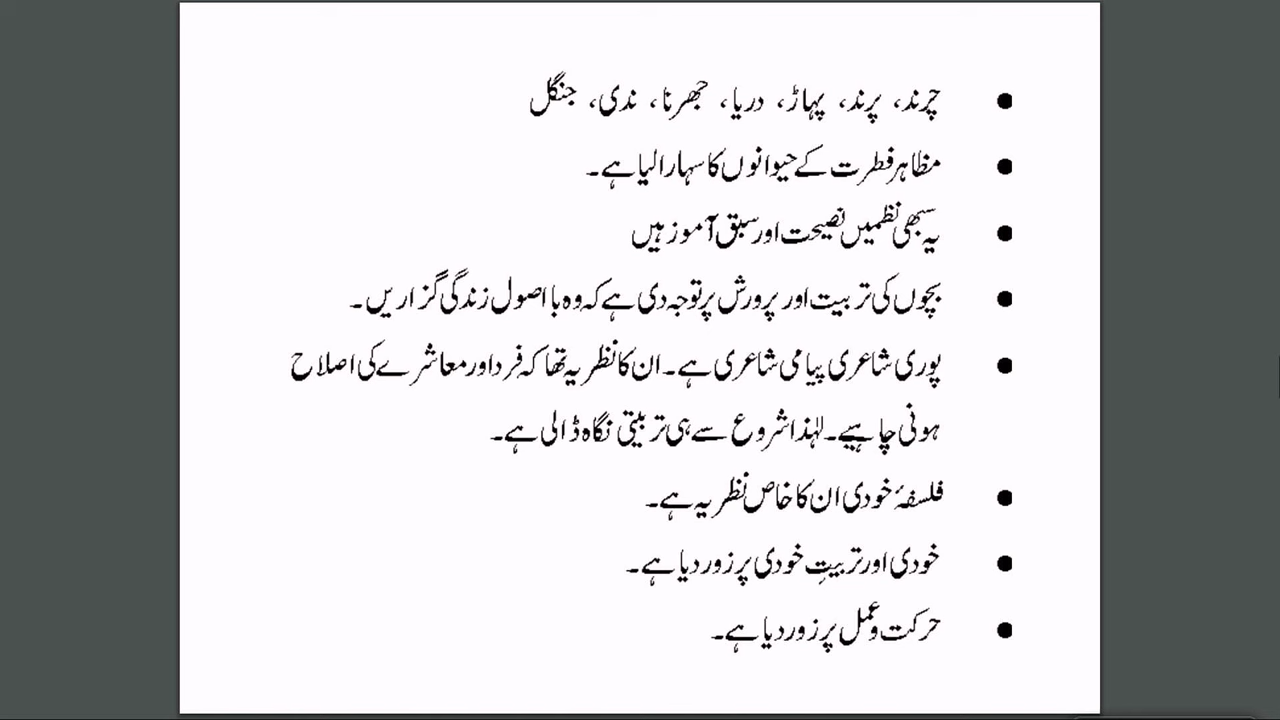 • چرند، پرند، پہاڑ، دریا، جھرنا، ندی، جنگل
• مظاہر فطرت کے حیوانوں کا سہارا لیا ہے۔
• یہ سبھی نظمیں نصیحت اور سبق آموز ہیں
• بچوں کی تربیت اور پرورش پر توجہ دی ہے کہ وہ با اصول زندگی گزاریں۔
• پوری شاعری پیامی شاعری ہے۔ ان کا نظریہ تھا کہ فرد اور معاشرے کی اصلاح
ہونی چاہیے۔ لہٰذا شروع سے ہی تربیتی نگاہ ڈالی ہے۔
• فلسفۂ خودی ان کا خاص نظریہ ہے۔
• خودی اور تربیتِ خودی پر زور دیا ہے۔
• حرکت و عمل پر زور دیا ہے۔